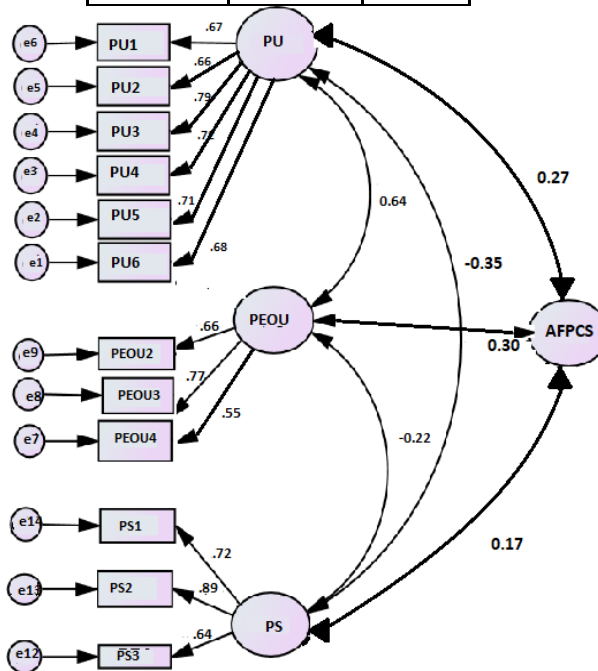 e6 PU1 .67 PU
e5 PU2 .66
e4 PU3 .79
e3 PU4
e2 PU5 .71
e1 PU6 .68
0.27
0.64
-0.35
PEOU
AFPCS
0.30
e9 PEOU2 .66
e8 PEOU3 .77
e7 PEOU4 .55
-0.22
0.17
e14 PS1 .72
e13 PS2 .89
PS
e12 PS3 .64